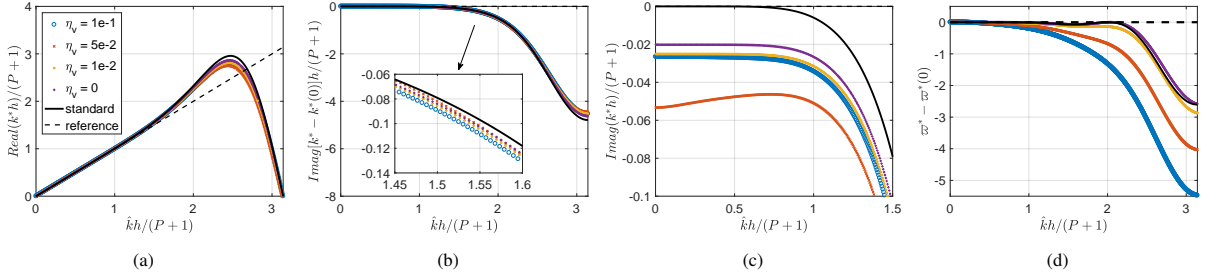 4
3
2
1
0
0
1
2
3
Real(k*h)/(P + 1)
k̂h/(P + 1)
η_v = 1e-1
η_v = 5e-2
η_v = 1e-2
η_v = 0
standard
reference
(a)
0
-2
-4
-6
-8
0
1
2
3
Imag[k* − k*(0)]h/(P + 1)
k̂h/(P + 1)
-0.06
-0.08
-0.1
-0.12
-0.14
1.45
1.5
1.55
1.6
(b)
0
-0.02
-0.04
-0.06
-0.08
-0.1
0
0.5
1
1.5
Imag(k*h)/(P + 1)
k̂h/(P + 1)
(c)
0
-1
-2
-3
-4
-5
0
1
2
3
ϖ* − ϖ*(0)
k̂h/(P + 1)
(d)